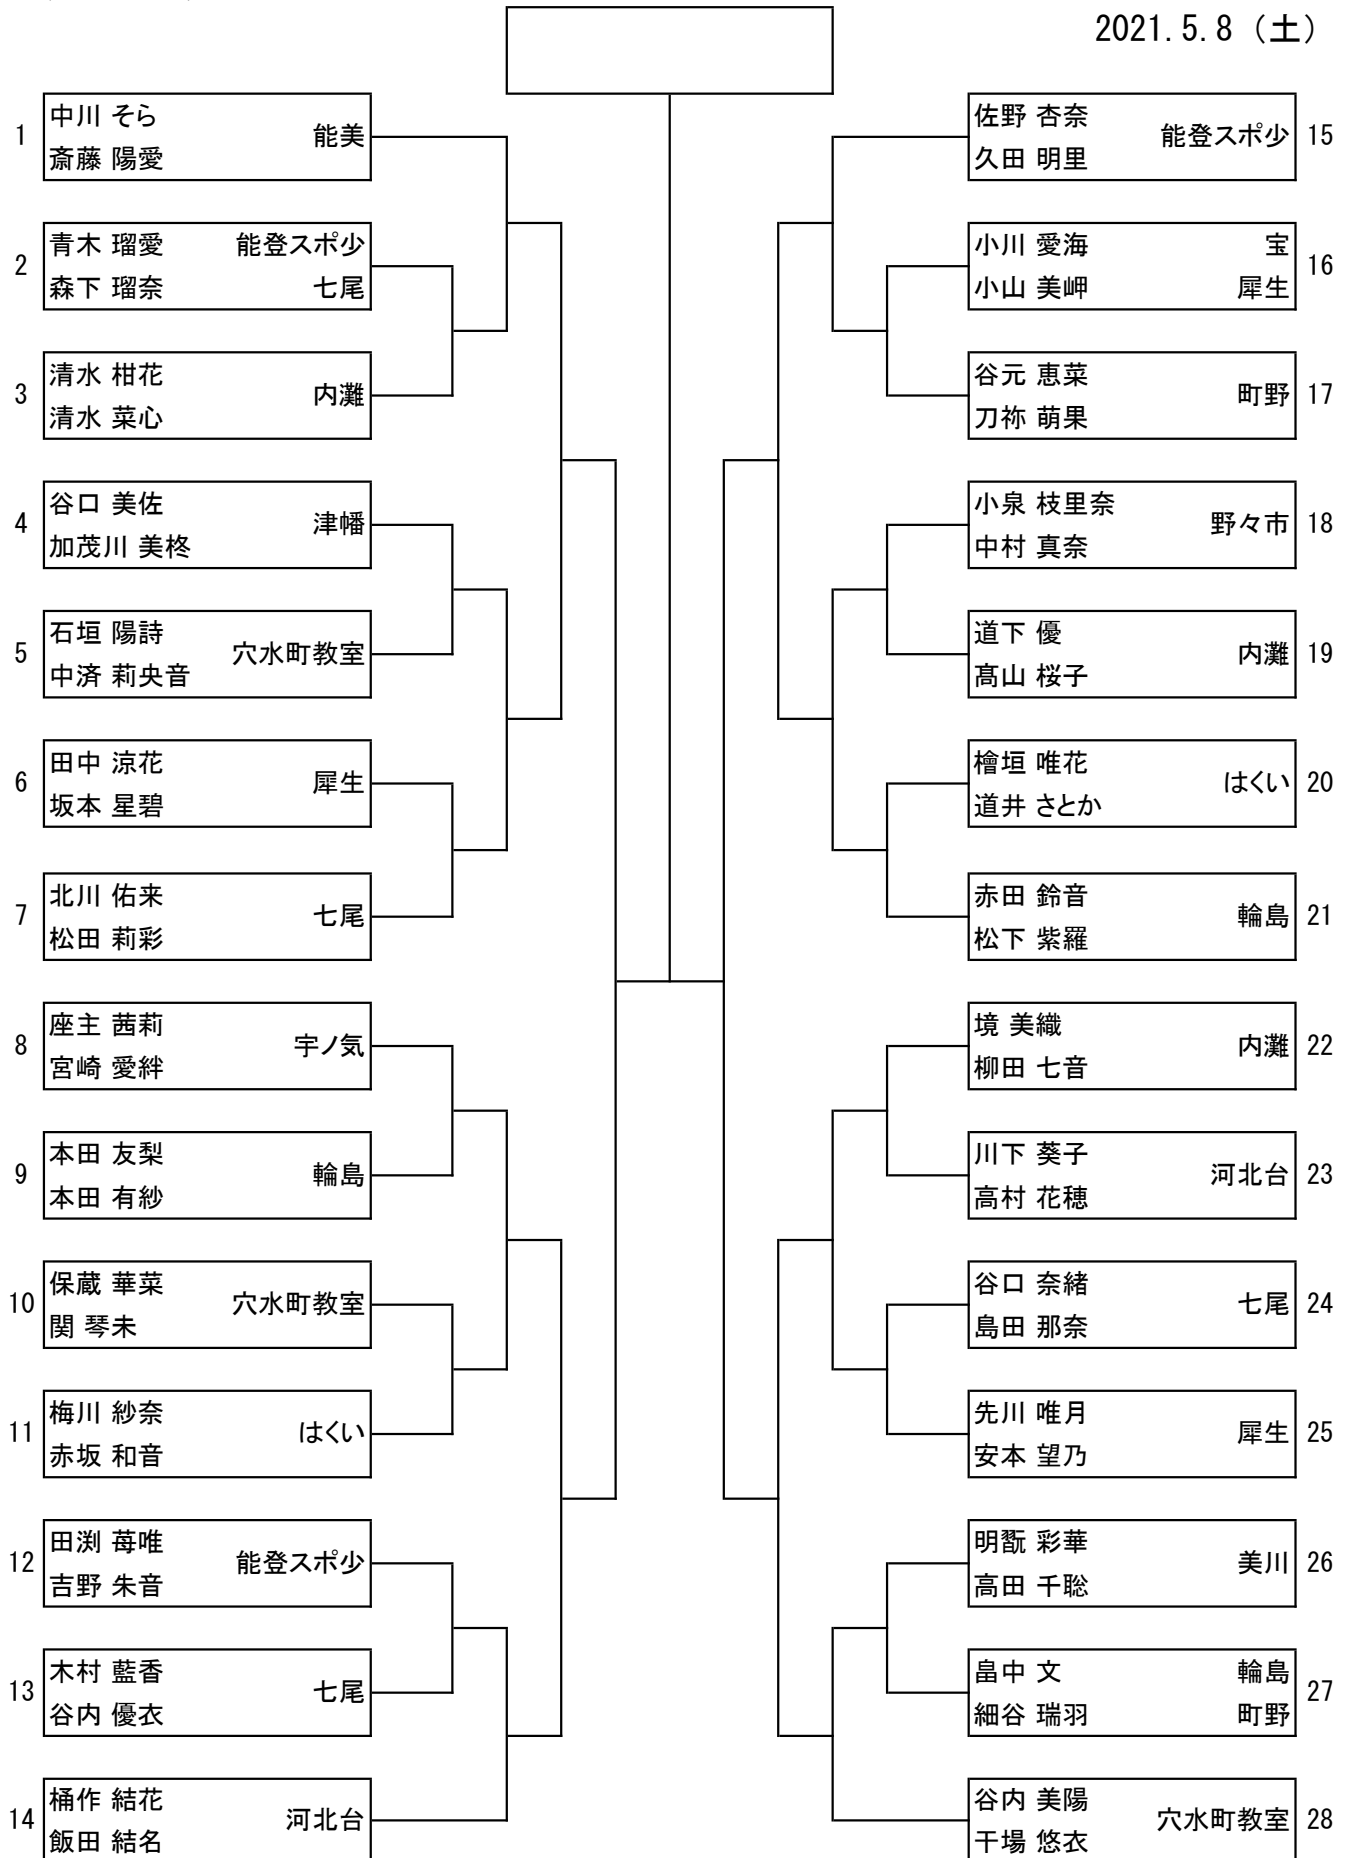 2021.5.8（土）
1 中川 そら 能美
斎藤 陽愛
2 青木 瑠愛 能登スポ少
森下 瑠奈 七尾
3 清水 柑花 内灘
清水 菜心
4 谷口 美佐 津幡
加茂川 美柊
5 石垣 陽詩 穴水町教室
中済 莉央音
6 田中 涼花 犀生
坂本 星碧
7 北川 佑来 七尾
松田 莉彩
8 座主 茜莉 宇ノ気
宮崎 愛絆
9 本田 友梨 輪島
本田 有紗
10 保蔵 華菜 穴水町教室
関 琴未
11 梅川 紗奈 はくい
赤坂 和音
12 田渕 苺唯 能登スポ少
吉野 朱音
13 木村 藍香 七尾
谷内 優衣
14 桶作 結花 河北台
飯田 結名
佐野 杏奈 能登スポ少 15
久田 明里
小川 愛海 宝 16
小山 美岬 犀生
谷元 恵菜 町野 17
刀祢 萌果
小泉 枝里奈 野々市 18
中村 真奈
道下 優 内灘 19
髙山 桜子
檜垣 唯花 はくい 20
道井 さとか
赤田 鈴音 輪島 21
松下 紫羅
境 美織 内灘 22
柳田 七音
川下 葵子 河北台 23
高村 花穂
谷口 奈緒 七尾 24
島田 那奈
先川 唯月 犀生 25
安本 望乃
明翫 彩華 美川 26
高田 千聡
畠中 文 輪島 27
細谷 瑞羽 町野
谷内 美陽 穴水町教室 28
干場 悠衣